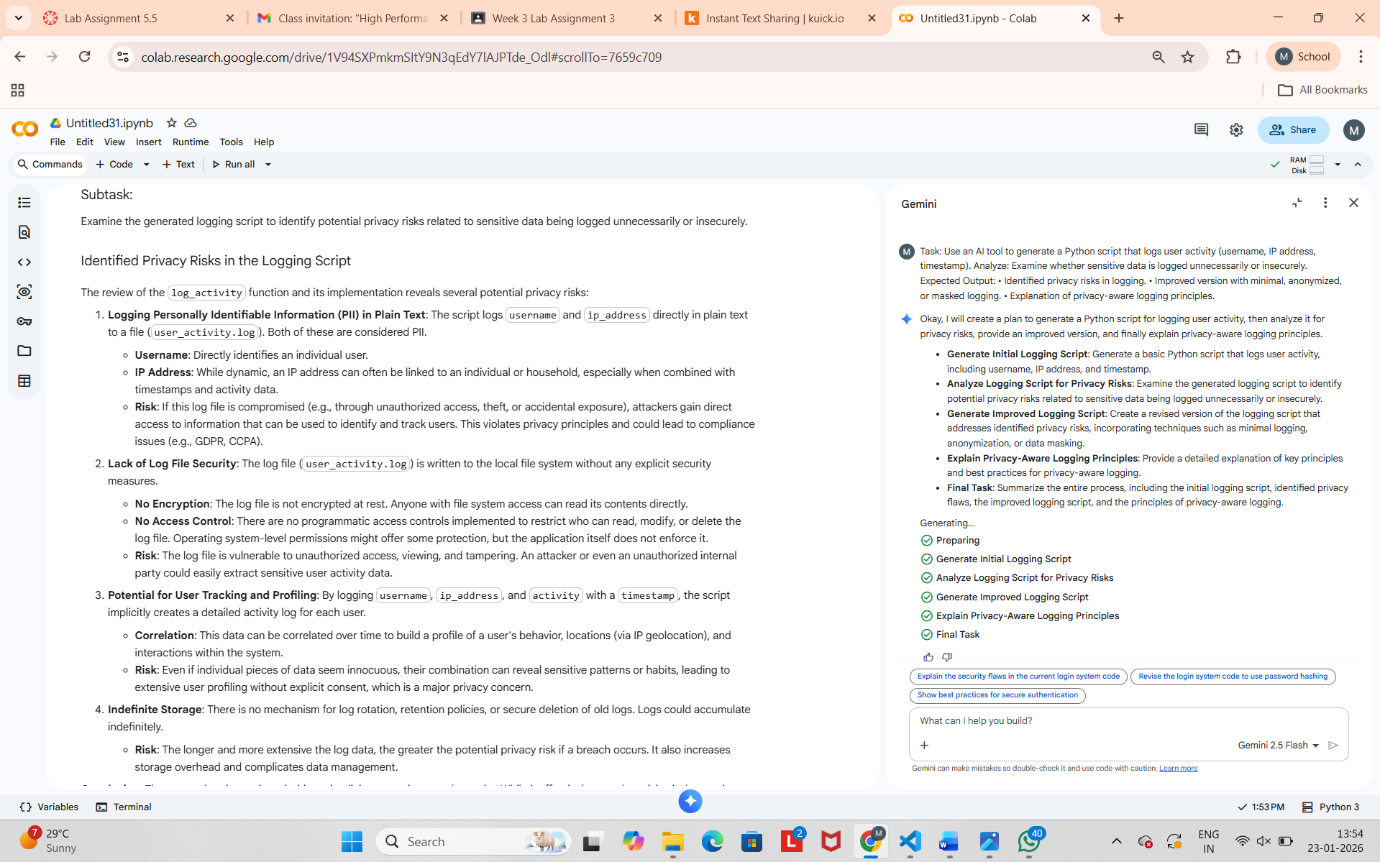 Lab Assignment 5.5
Class invitation: "High Performa
Week 3 Lab Assignment 3
Instant Text Sharing | kuick.io
Untitled31.ipynb - Colab
colab.research.google.com/drive/1V94SXPmkmSItY9N3qEdY7lAJPTde_OdI#scrollTo=7659c709
M School
All Bookmarks
Untitled31.ipynb
File Edit View Insert Runtime Tools Help
Share
M
Commands + Code + Text Run all
RAM
Disk
Subtask:
Examine the generated logging script to identify potential privacy risks related to sensitive data being logged unnecessarily or insecurely.
Identified Privacy Risks in the Logging Script
The review of the log_activity function and its implementation reveals several potential privacy risks:
1. Logging Personally Identifiable Information (PII) in Plain Text: The script logs username and ip_address directly in plain text
to a file (user_activity.log). Both of these are considered PII.
Username: Directly identifies an individual user.
IP Address: While dynamic, an IP address can often be linked to an individual or household, especially when combined with
timestamps and activity data.
Risk: If this log file is compromised (e.g., through unauthorized access, theft, or accidental exposure), attackers gain direct
access to information that can be used to identify and track users. This violates privacy principles and could lead to compliance
issues (e.g., GDPR, CCPA).
2. Lack of Log File Security: The log file (user_activity.log) is written to the local file system without any explicit security
measures.
No Encryption: The log file is not encrypted at rest. Anyone with file system access can read its contents directly.
No Access Control: There are no programmatic access controls implemented to restrict who can read, modify, or delete the
log file. Operating system-level permissions might offer some protection, but the application itself does not enforce it.
Risk: The log file is vulnerable to unauthorized access, viewing, and tampering. An attacker or even an unauthorized internal
party could easily extract sensitive user activity data.
3. Potential for User Tracking and Profiling: By logging username, ip_address, and activity with a timestamp, the script
implicitly creates a detailed activity log for each user.
Correlation: This data can be correlated over time to build a profile of a user's behavior, locations (via IP geolocation), and
interactions within the system.
Risk: Even if individual pieces of data seem innocuous, their combination can reveal sensitive patterns or habits, leading to
extensive user profiling without explicit consent, which is a major privacy concern.
4. Indefinite Storage: There is no mechanism for log rotation, retention policies, or secure deletion of old logs. Logs could accumulate
indefinitely.
Risk: The longer and more extensive the log data, the greater the potential privacy risk if a breach occurs. It also increases
storage overhead and complicates data management.
Gemini
M
Task: Use an AI tool to generate a Python script that logs user activity (username, IP address,
timestamp). Analyze: Examine whether sensitive data is logged unnecessarily or insecurely.
Expected Output: • Identified privacy risks in logging. • Improved version with minimal, anonymized,
or masked logging. • Explanation of privacy-aware logging principles.
Okay, I will create a plan to generate a Python script for logging user activity, then analyze it for
privacy risks, provide an improved version, and finally explain privacy-aware logging principles.
• Generate Initial Logging Script: Generate a basic Python script that logs user activity,
including username, IP address, and timestamp.
• Analyze Logging Script for Privacy Risks: Examine the generated logging script to identify
potential privacy risks related to sensitive data being logged unnecessarily or insecurely.
• Generate Improved Logging Script: Create a revised version of the logging script that
addresses identified privacy risks, incorporating techniques such as minimal logging,
anonymization, or data masking.
• Explain Privacy-Aware Logging Principles: Provide a detailed explanation of key principles
and best practices for privacy-aware logging.
• Final Task: Summarize the entire process, including the initial logging script, identified privacy
flaws, the improved logging script, and the principles of privacy-aware logging.
Generating...
Preparing
Generate Initial Logging Script
Analyze Logging Script for Privacy Risks
Generate Improved Logging Script
Explain Privacy-Aware Logging Principles
Final Task
Explain the security flaws in the current login system code
Revise the login system code to use password hashing
Show best practices for secure authentication
What can I help you build?
+ Gemini 2.5 Flash
Gemini can make mistakes so double-check it and use code with caution. Learn more
Variables Terminal
1:53 PM Python 3
7
29°C
Sunny
Search
L 2
M
W
40
ENG
IN
13:54
23-01-2026